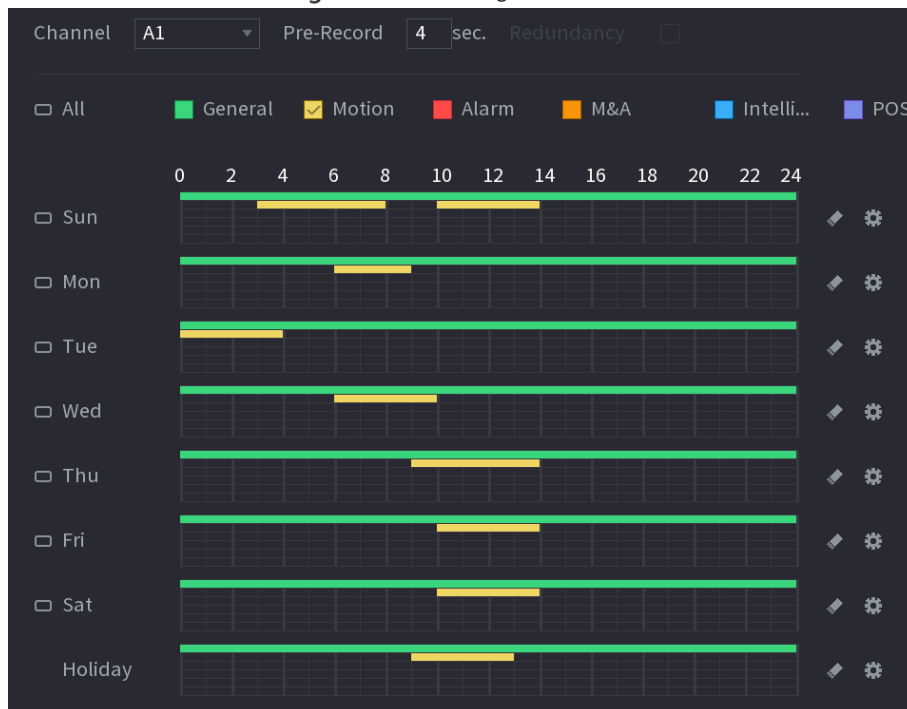 Channel A1 Pre-Record 4 sec. Redundancy
All General Motion Alarm M&A Intelli... POS
0 2 4 6 8 10 12 14 16 18 20 22 24
Sun
Mon
Tue
Wed
Thu
Fri
Sat
Holiday